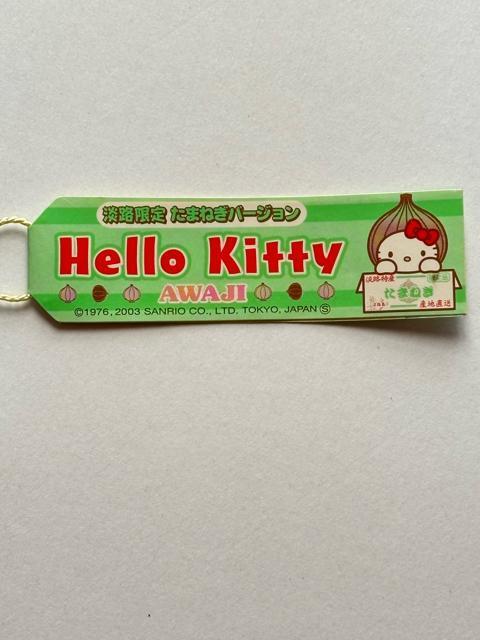 淡路限定 たまねぎバージョン
Hello Kitty
AWAJI
©1976, 2003 SANRIO CO., LTD. TOKYO, JAPAN Ⓢ
淡路特産
たまねぎ
産地直送